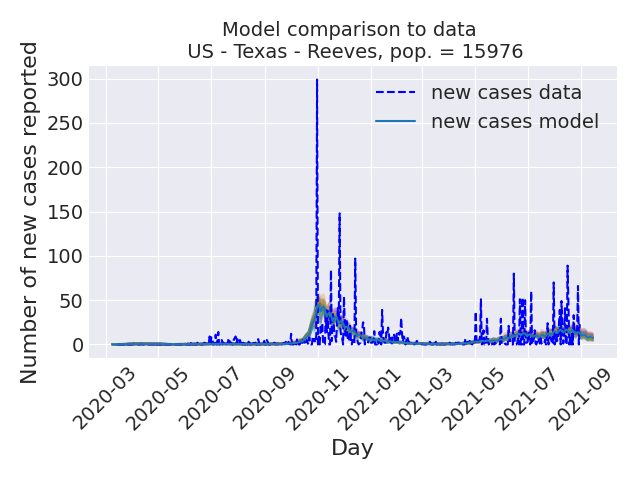 Model comparison to data
US - Texas - Reeves, pop. = 15976
Number of new cases reported
300
250
200
150
100
50
0
new cases data
new cases model
2020-03
2020-05
2020-07
2020-09
2020-11
2021-01
2021-03
2021-05
2021-07
2021-09
Day